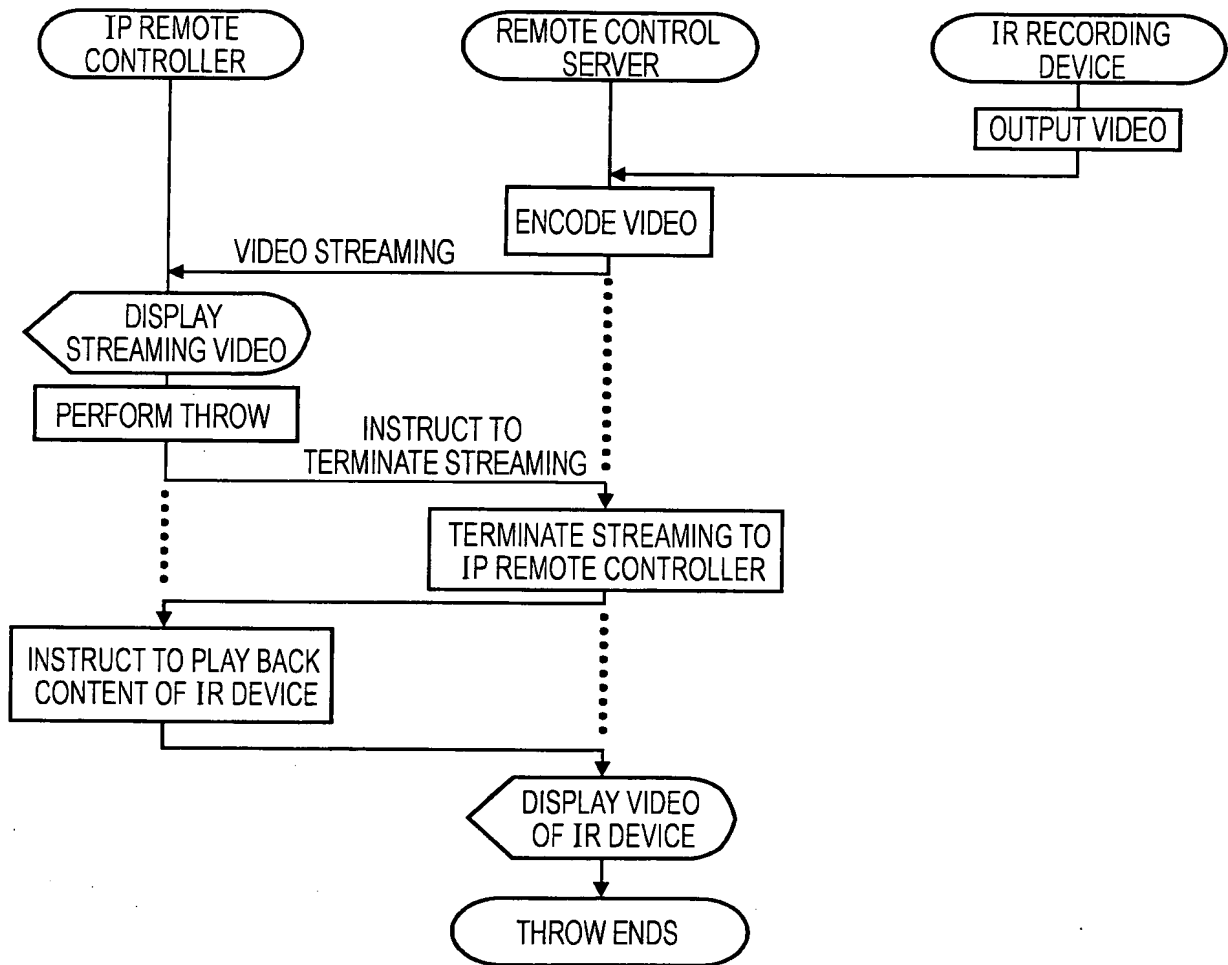 IP REMOTE
CONTROLLER
REMOTE CONTROL
SERVER
IR RECORDING
DEVICE
OUTPUT VIDEO
ENCODE VIDEO
VIDEO STREAMING
DISPLAY
STREAMING VIDEO
PERFORM THROW
INSTRUCT TO
TERMINATE STREAMING
TERMINATE STREAMING TO
IP REMOTE CONTROLLER
INSTRUCT TO PLAY BACK
CONTENT OF IR DEVICE
DISPLAY VIDEO
OF IR DEVICE
THROW ENDS